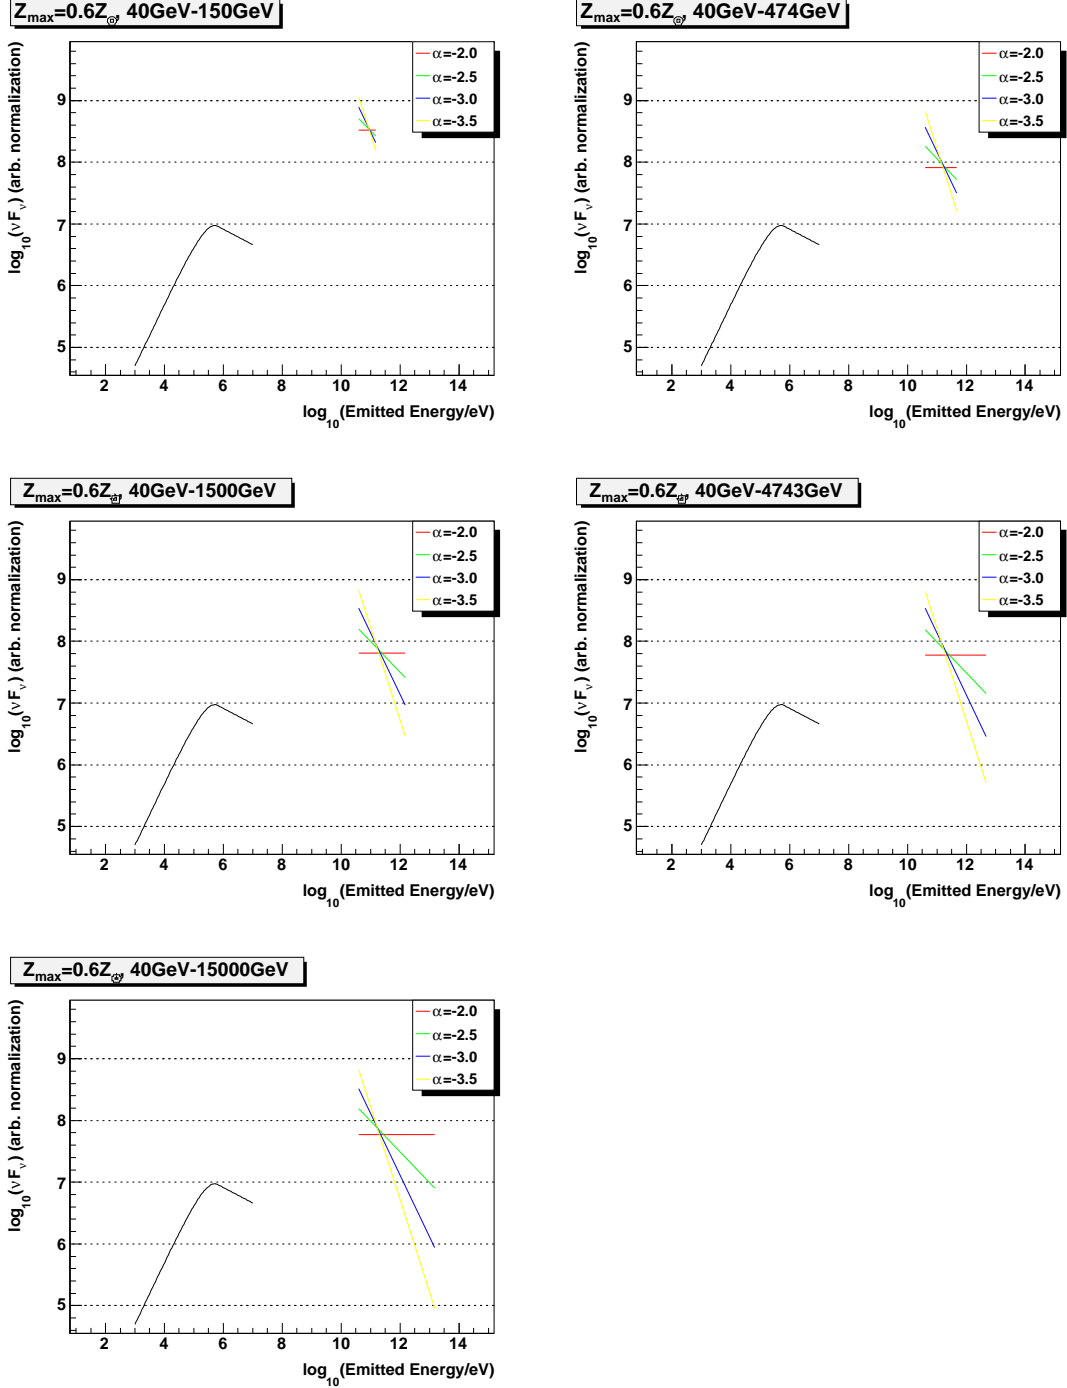 Zmax=0.6Z⊙, 40GeV-150GeV
log10(νFν) (arb. normalization)
9
8
7
6
5
2 4 6 8 10 12 14
log10(Emitted Energy/eV)
α=-2.0
α=-2.5
α=-3.0
α=-3.5
Zmax=0.6Z⊙, 40GeV-474GeV
log10(νFν) (arb. normalization)
9
8
7
6
5
2 4 6 8 10 12 14
log10(Emitted Energy/eV)
α=-2.0
α=-2.5
α=-3.0
α=-3.5
Zmax=0.6Z⊙, 40GeV-1500GeV
log10(νFν) (arb. normalization)
9
8
7
6
5
2 4 6 8 10 12 14
log10(Emitted Energy/eV)
α=-2.0
α=-2.5
α=-3.0
α=-3.5
Zmax=0.6Z⊙, 40GeV-4743GeV
log10(νFν) (arb. normalization)
9
8
7
6
5
2 4 6 8 10 12 14
log10(Emitted Energy/eV)
α=-2.0
α=-2.5
α=-3.0
α=-3.5
Zmax=0.6Z⊙, 40GeV-15000GeV
log10(νFν) (arb. normalization)
9
8
7
6
5
2 4 6 8 10 12 14
log10(Emitted Energy/eV)
α=-2.0
α=-2.5
α=-3.0
α=-3.5